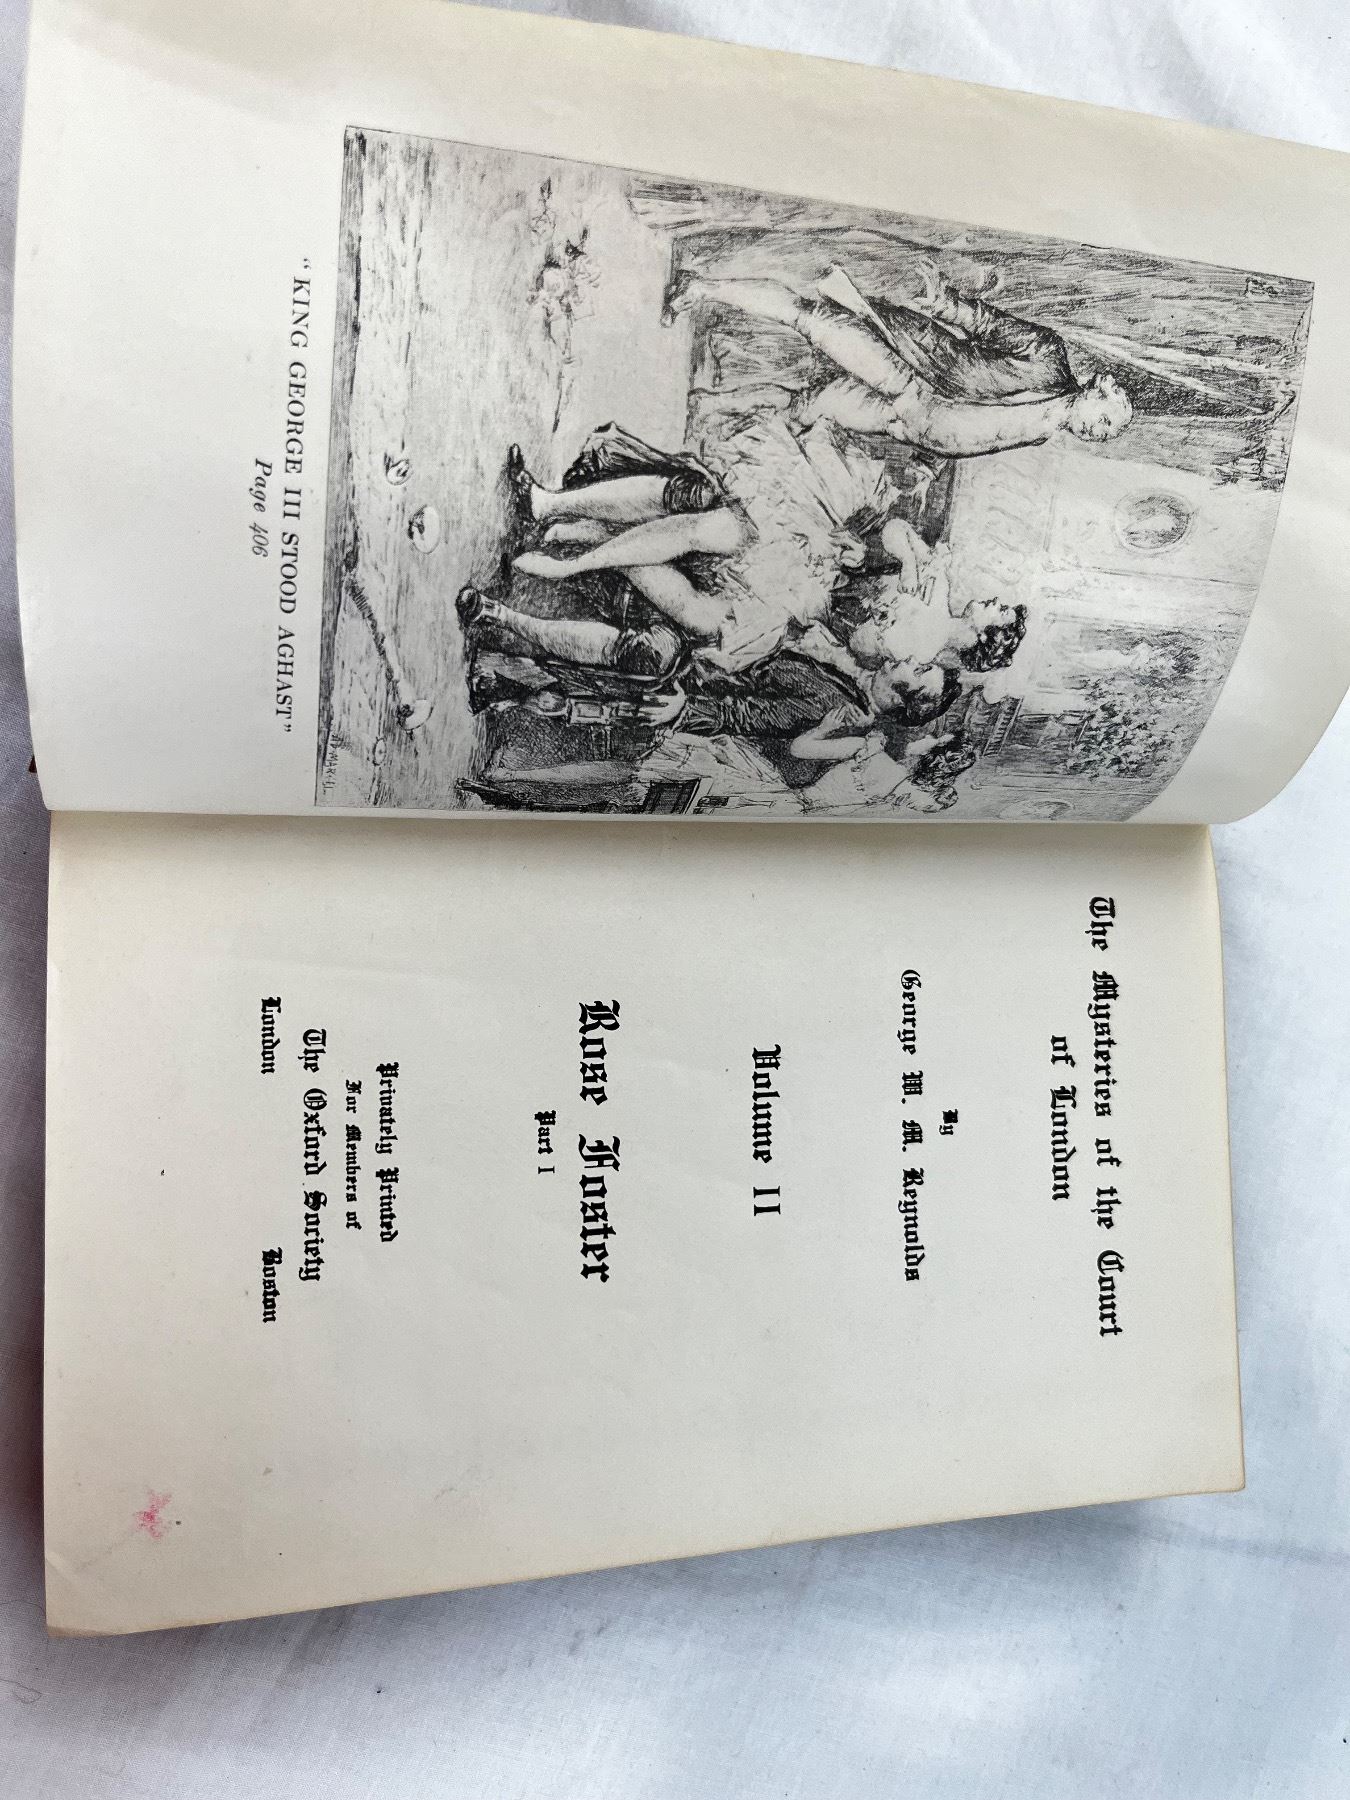 "KING GEORGE III STOOD AGHAST"
Page 406
The Mysteries of the Court
of London
By
George W. M. Reynolds
Volume II
Rose Foster
Part I
Privately Printed
For Members of
The Oxford Society
London Boston